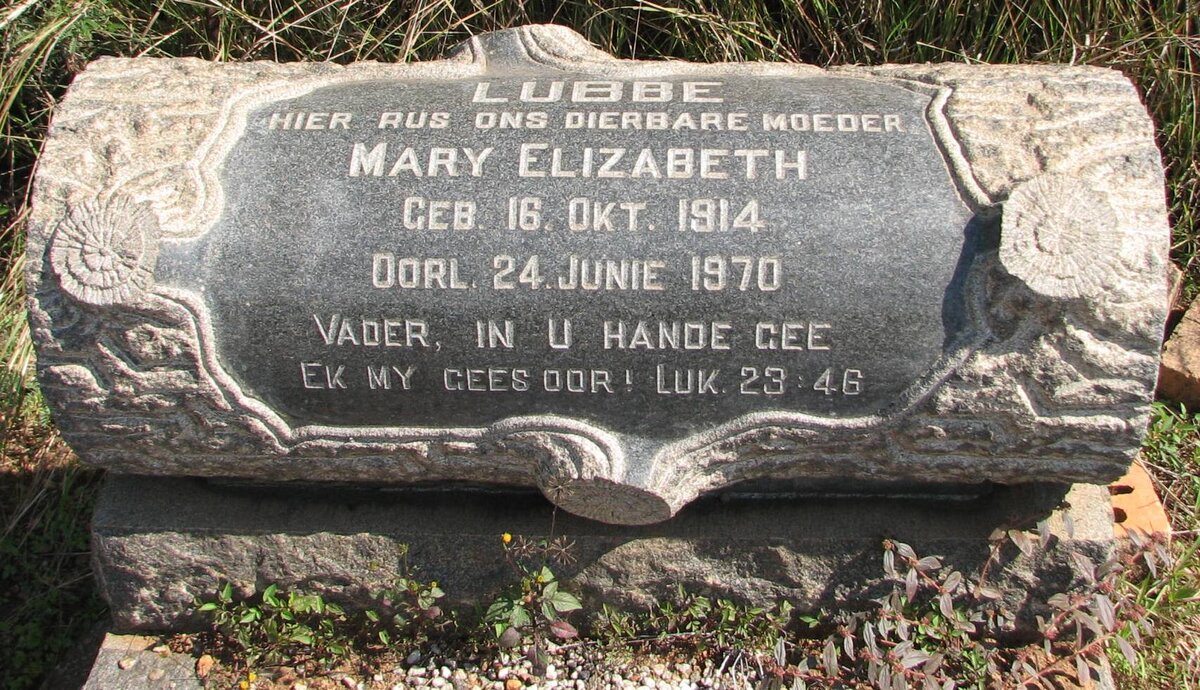 LUBBE
HIER RUS ONS DIERBARE MOEDER
MARY ELIZABETH
GEB. 16. OKT. 1914
OORL. 24. JUNIE 1970
VADER, IN U HANDE GEE
EK MY GEES OOR! LUK. 23:46